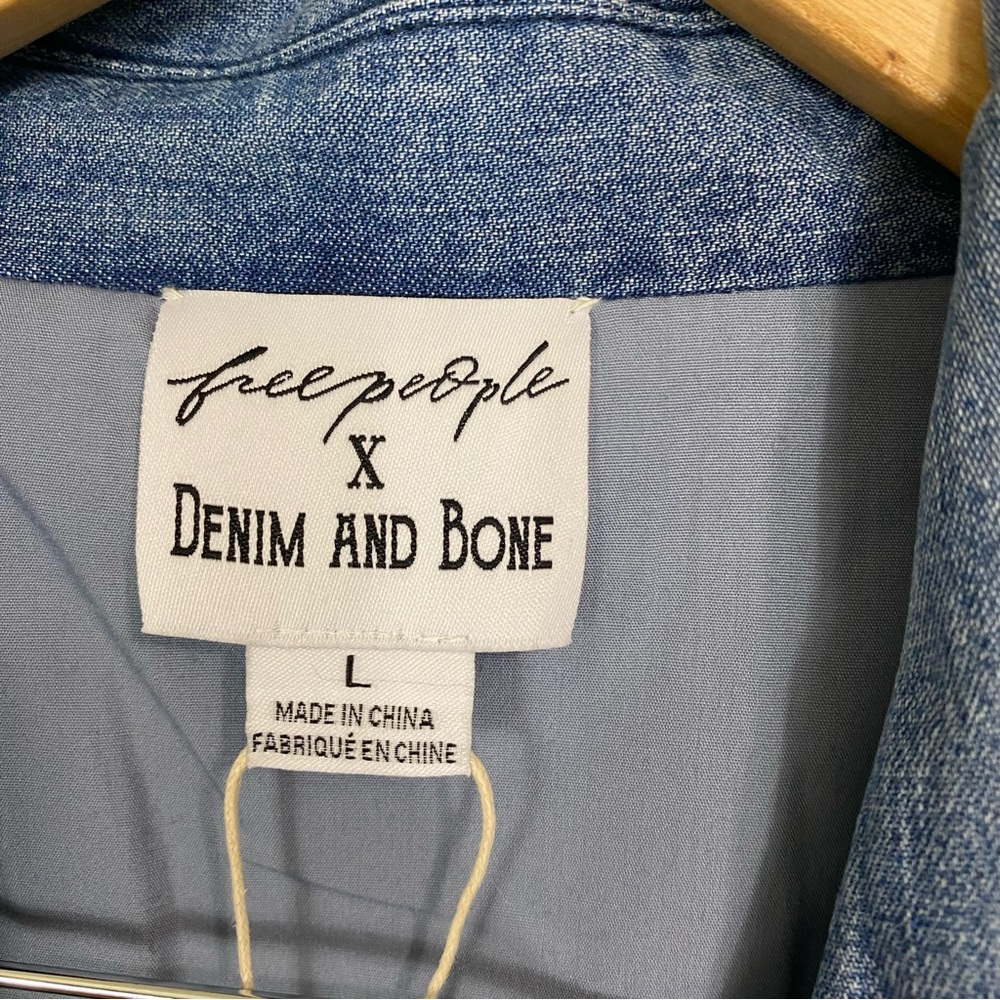 free people
X
DENIM AND BONE
L
MADE IN CHINA
FABRIQUÉ EN CHINE